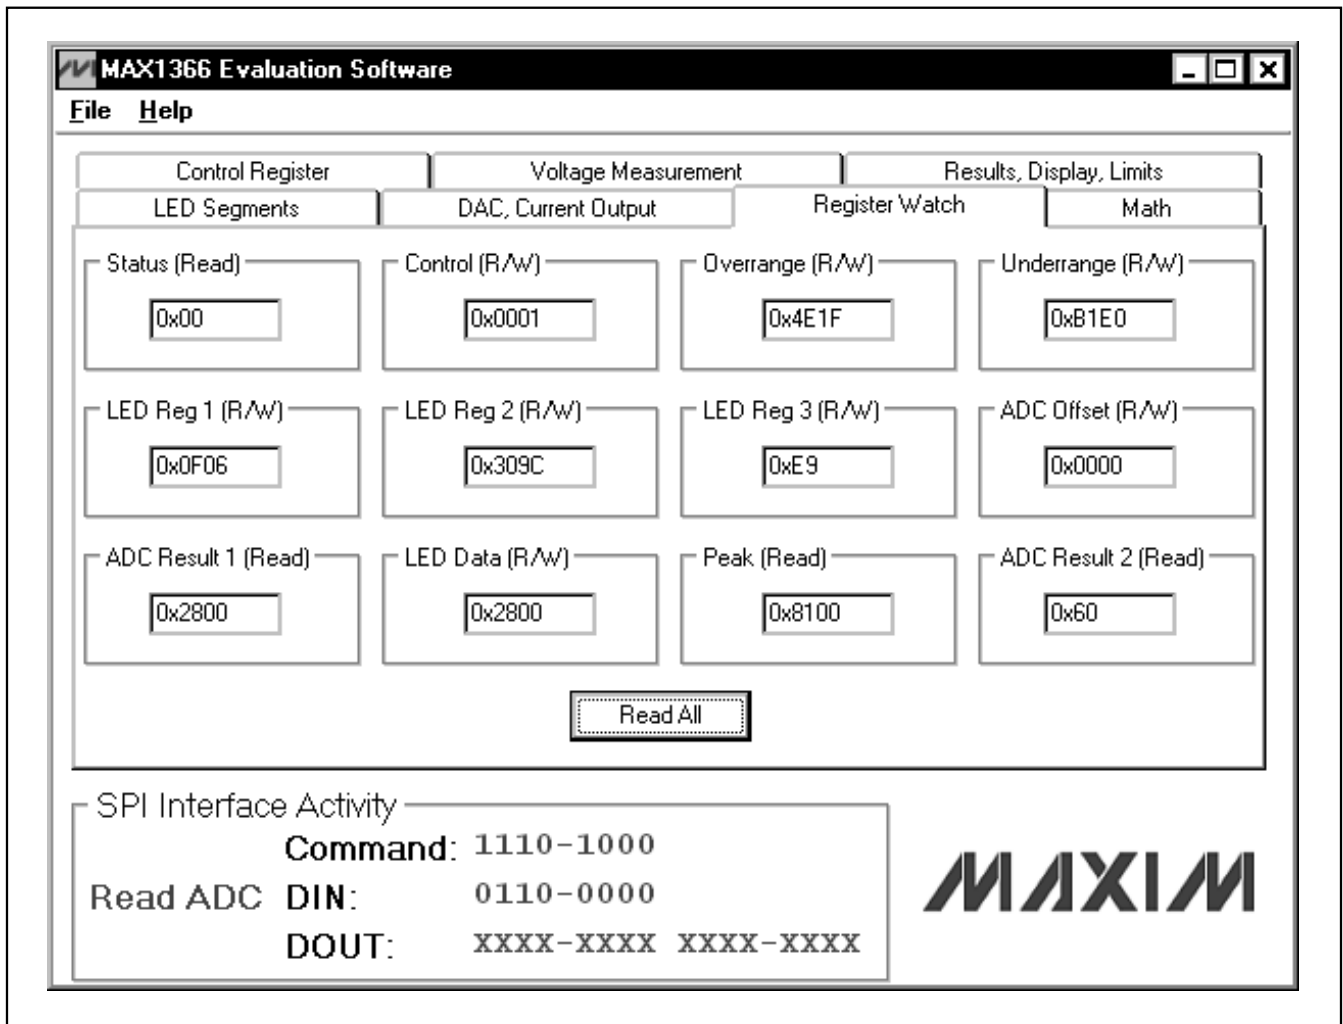 MAX1366 Evaluation Software
File Help
Control Register Voltage Measurement Results, Display, Limits
LED Segments DAC, Current Output Register Watch Math
Status (Read) Control (R/W) Overrange (R/W) Underrange (R/W)
0x00 0x0001 0x4E1F 0xB1E0
LED Reg 1 (R/W) LED Reg 2 (R/W) LED Reg 3 (R/W) ADC Offset (R/W)
0x0F06 0x309C 0xE9 0x0000
ADC Result 1 (Read) LED Data (R/W) Peak (Read) ADC Result 2 (Read)
0x2800 0x2800 0x8100 0x60
Read All
SPI Interface Activity
Command: 1110-1000
Read ADC DIN: 0110-0000
DOUT: XXXX-XXXX XXXX-XXXX
MAXIM